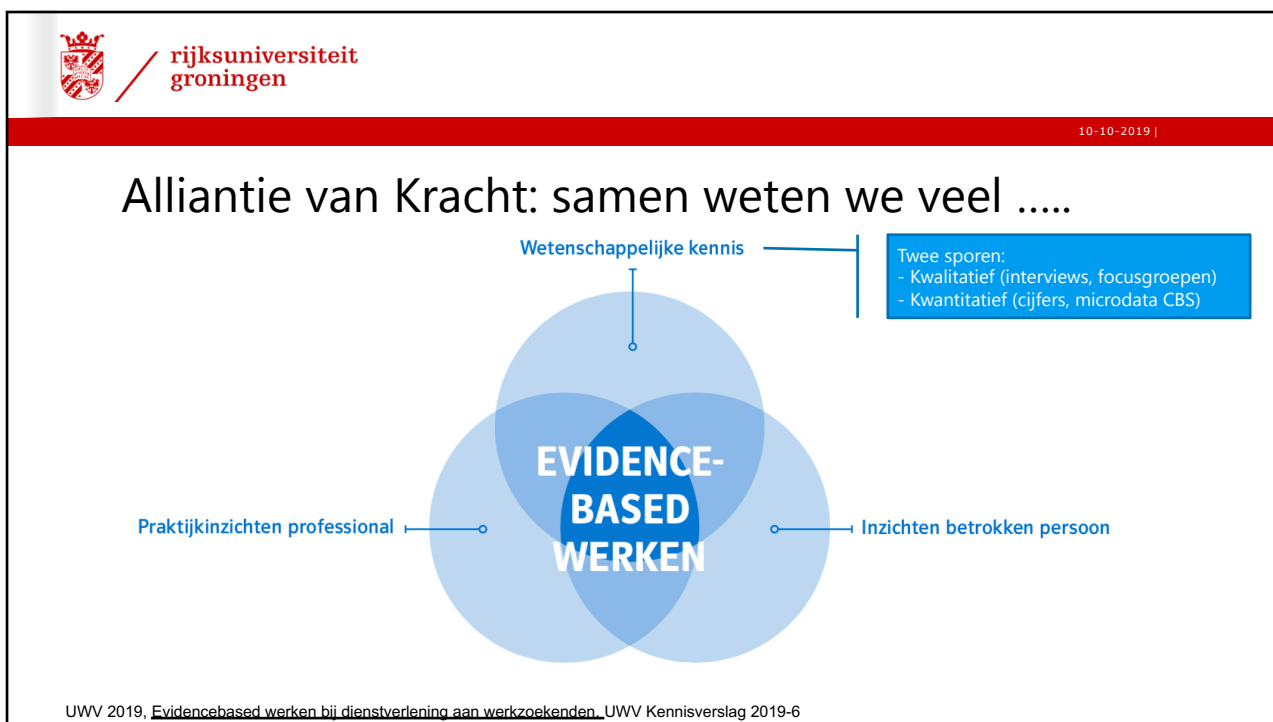 rijksuniversiteit
groningen
10-10-2019 |
Alliantie van Kracht: samen weten we veel .....
Wetenschappelijke kennis
Twee sporen:
- Kwalitatief (interviews, focusgroepen)
- Kwantitatief (cijfers, microdata CBS)
EVIDENCE-
BASED
WERKEN
Praktijkinzichten professional
Inzichten betrokken persoon
UWV 2019, Evidencebased werken bij dienstverlening aan werkzoekenden. UWV Kennisverslag 2019-6